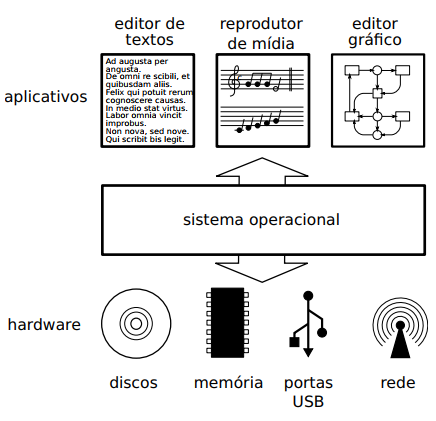 editor de
textos
reprodutor
de mídia
editor
gráfico
aplicativos
Ad augusta per
angusta.
De omni re scibili, et
quibusdam aliis.
Felix qui potuit rerum
cognoscere causas.
In medio stat virtus.
Labor omnia vincit
improbus.
Non nova, sed nove.
Qui scribit bis legit.
sistema operacional
hardware
discos
memória
portas
USB
rede